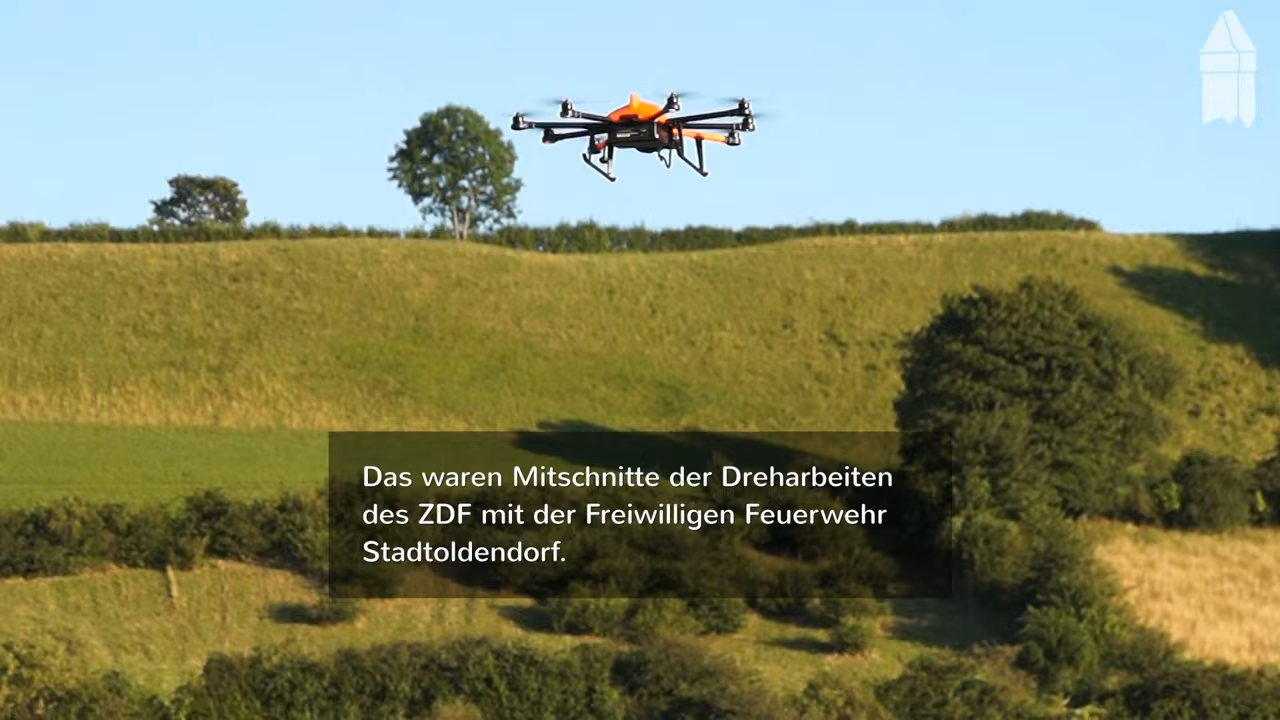 Das waren Mitschnitte der Dreharbeiten
des ZDF mit der Freiwilligen Feuerwehr
Stadtoldendorf.